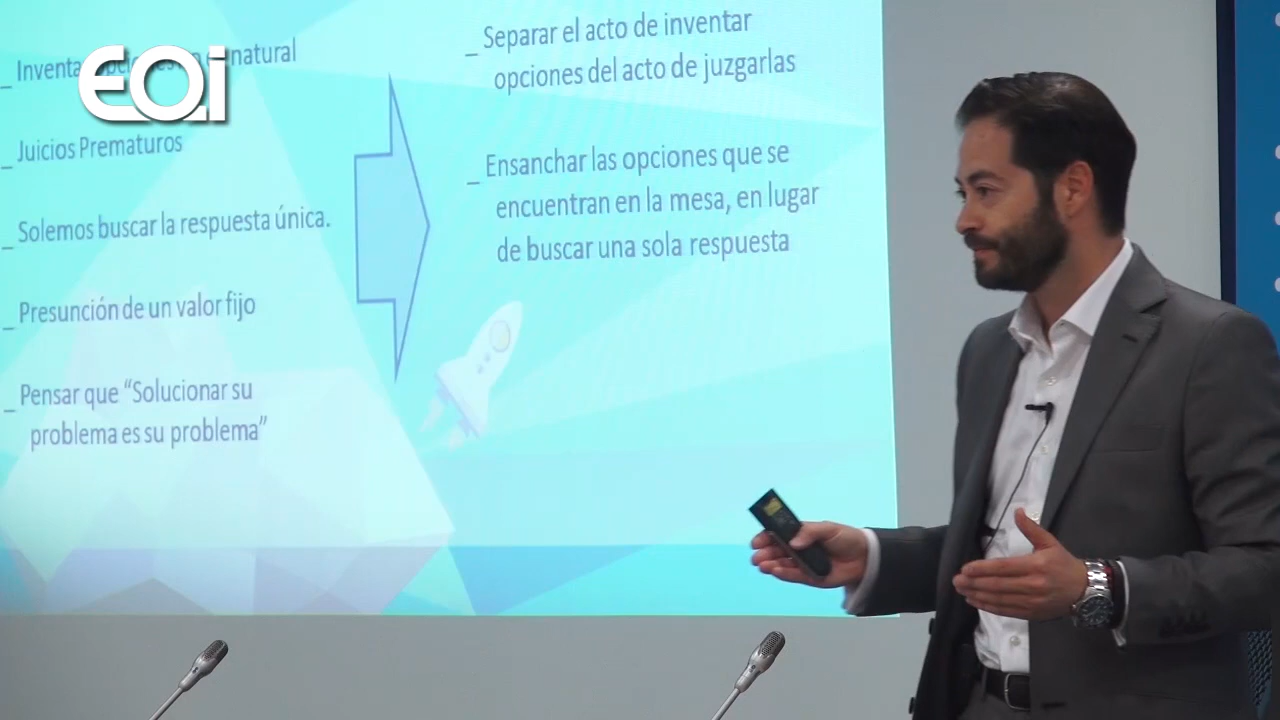 EOi
_ Inventa natural
_ Juicios Prematuros
_ Solemos buscar la respuesta única.
_ Presunción de un valor fijo
_ Pensar que “Solucionar su
problema es su problema”
_ Separar el acto de inventar
opciones del acto de juzgarlas
_ Ensanchar las opciones que se
encuentran en la mesa, en lugar
de buscar una sola respuesta